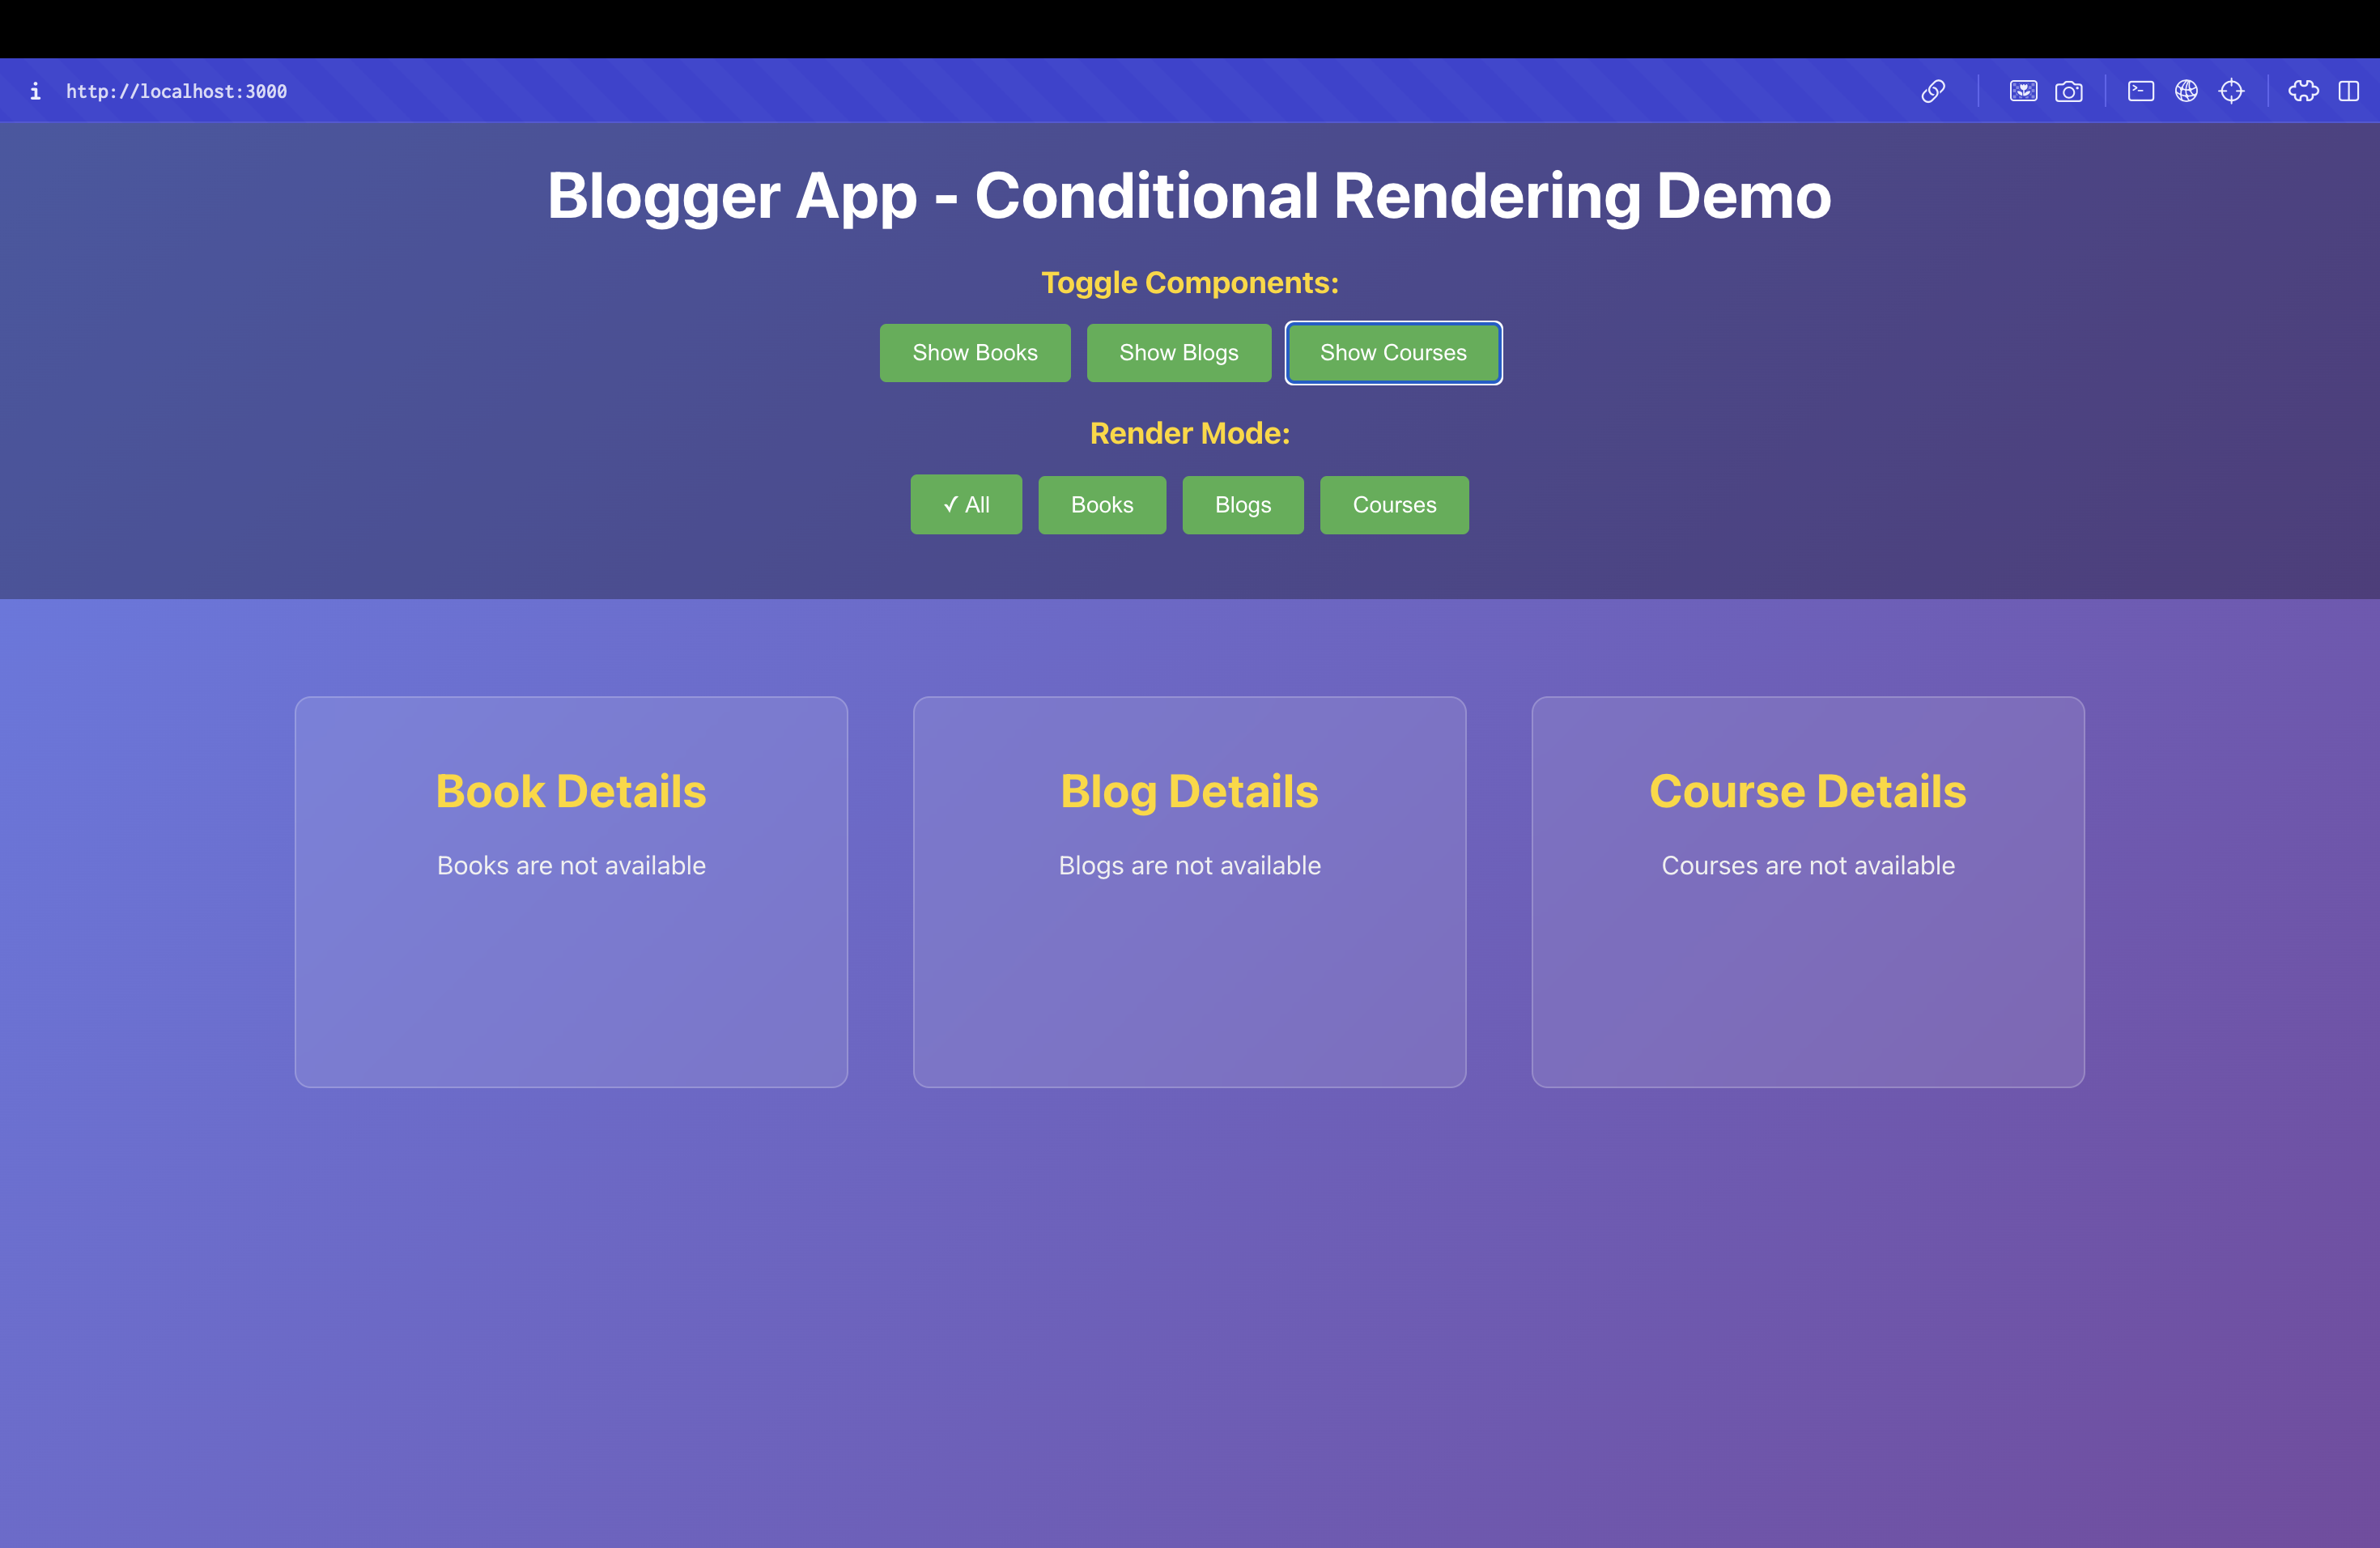 http://localhost:3000
Blogger App - Conditional Rendering Demo
Toggle Components:
Show Books Show Blogs Show Courses
Render Mode:
✓ All Books Blogs Courses
Book Details
Books are not available
Blog Details
Blogs are not available
Course Details
Courses are not available